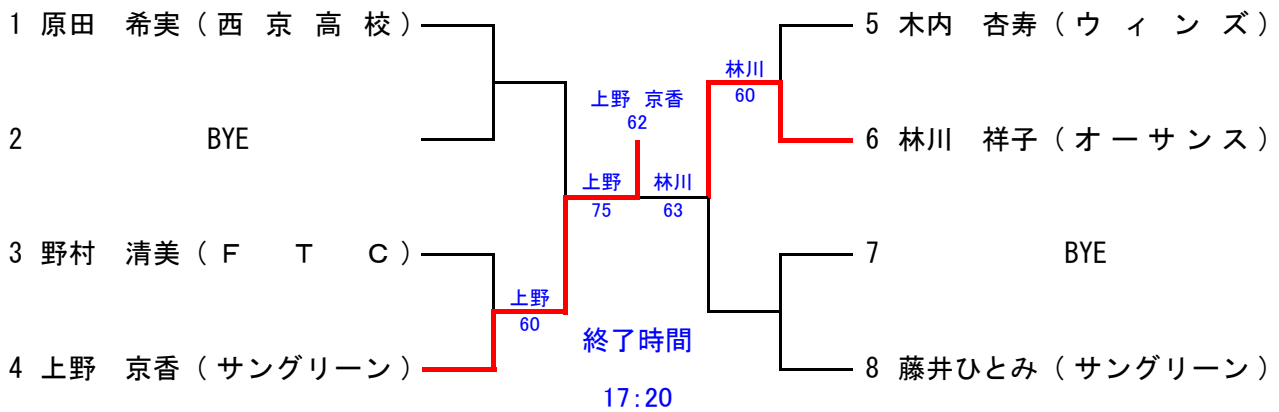 1 原田 希実 ( 西 京 高 校 )
2 BYE
3 野村 清美 ( Ｆ Ｔ Ｃ )
4 上野 京香 ( サングリーン )
上野
60
上野
75
上野 京香
62
林川
63
終了時間
17:20
林川
60
5 木内 杏寿 ( ウ ィ ン ズ )
6 林川 祥子 ( オ ー サ ン ス )
7 BYE
8 藤井ひとみ ( サングリーン )